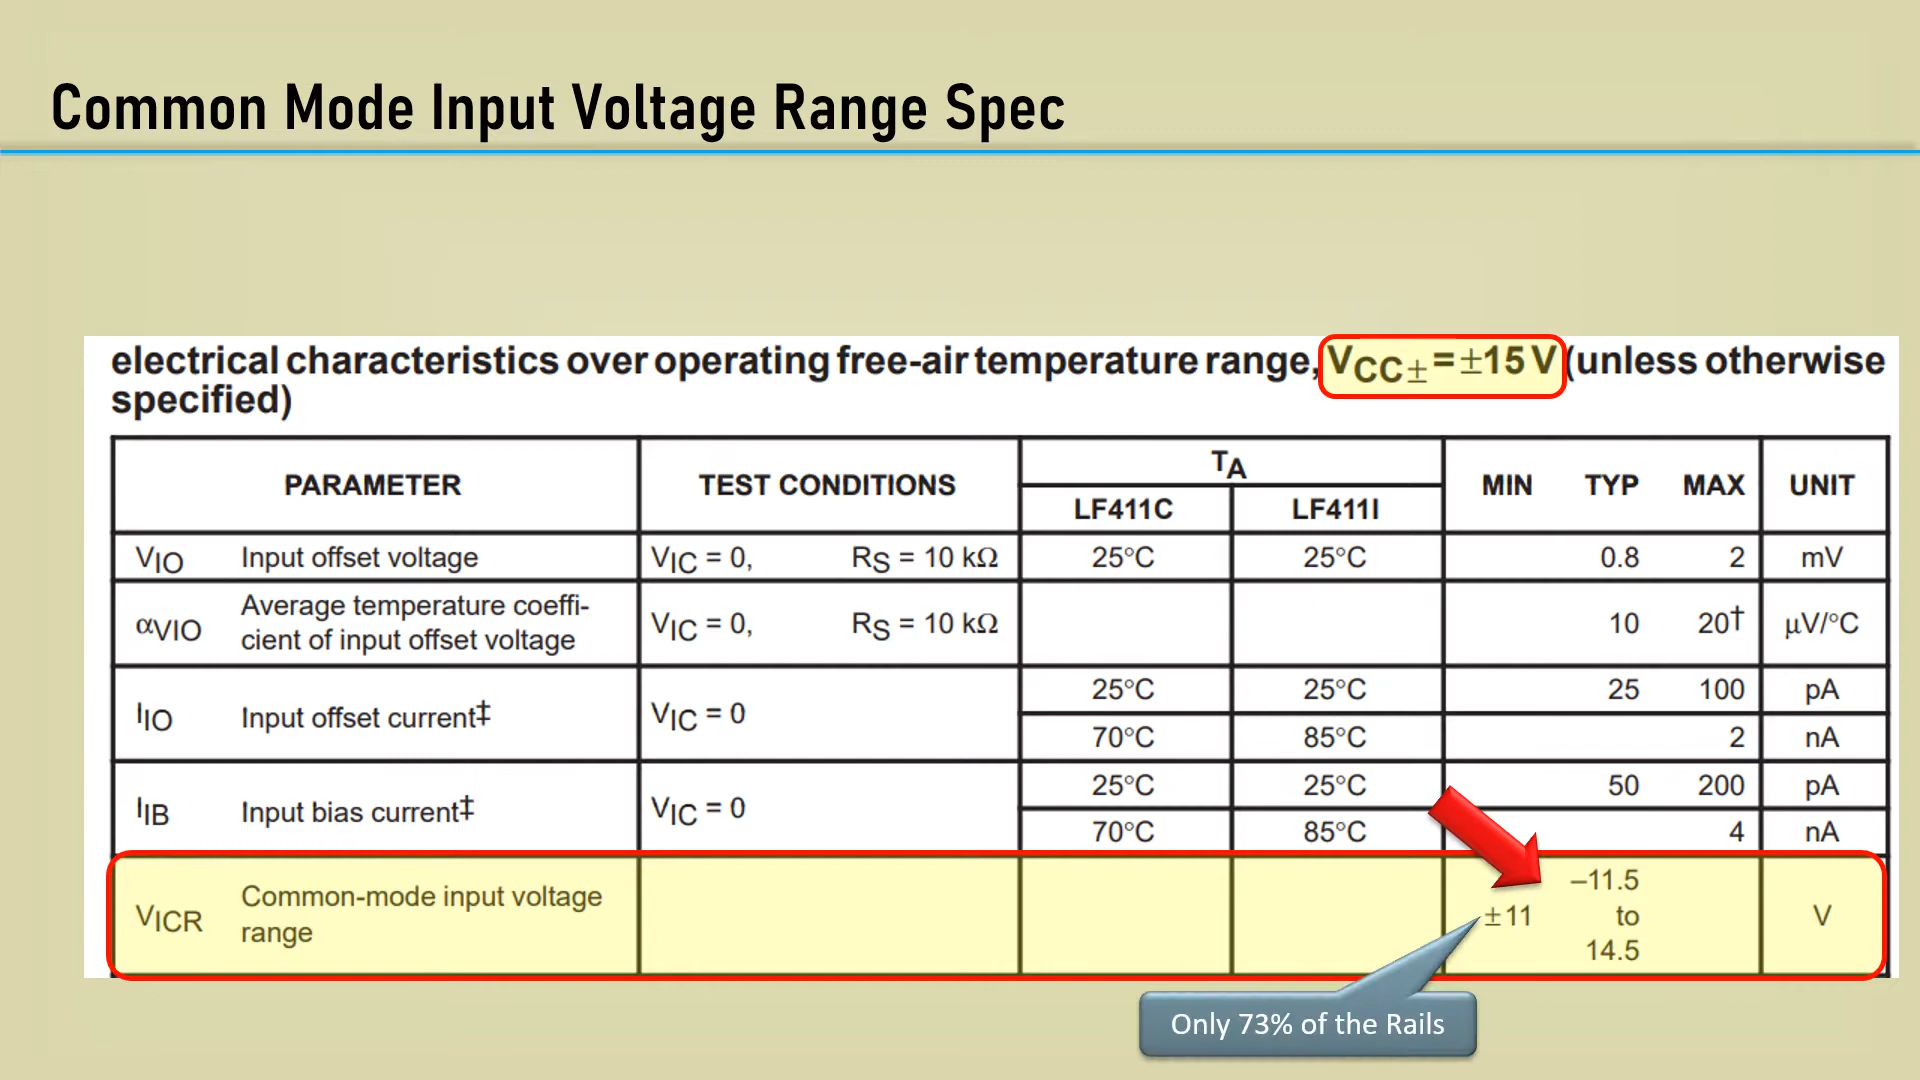 Common Mode Input Voltage Range Spec
electrical characteristics over operating free-air temperature range, VCC± = ±15 V (unless otherwise
specified)
PARAMETER TEST CONDITIONS TA MIN TYP MAX UNIT
LF411C LF411I
VIO Input offset voltage VIC = 0, RS = 10 kΩ 25°C 25°C 0.8 2 mV
αVIO Average temperature coeffi-
cient of input offset voltage VIC = 0, RS = 10 kΩ 10 20† μV/°C
IIO Input offset current‡ VIC = 0 25°C 25°C 25 100 pA
70°C 85°C 2 nA
IIB Input bias current‡ VIC = 0 25°C 25°C 50 200 pA
70°C 85°C 4 nA
VICR Common-mode input voltage
range ±11 –11.5
to
14.5 V
Only 73% of the Rails